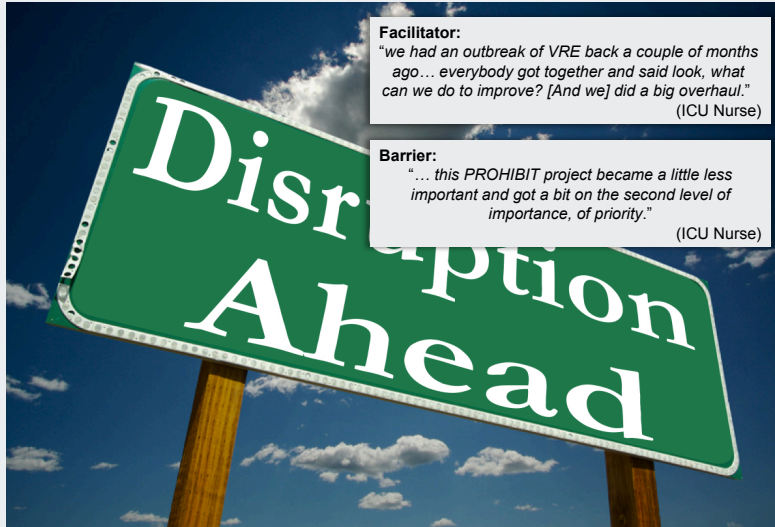 Facilitator:
“we had an outbreak of VRE back a couple of months
ago… everybody got together and said look, what
can we do to improve? [And we] did a big overhaul.”
(ICU Nurse)
Barrier:
“… this PROHIBIT project became a little less
important and got a bit on the second level of
importance, of priority.”
(ICU Nurse)
Disruption
Ahead